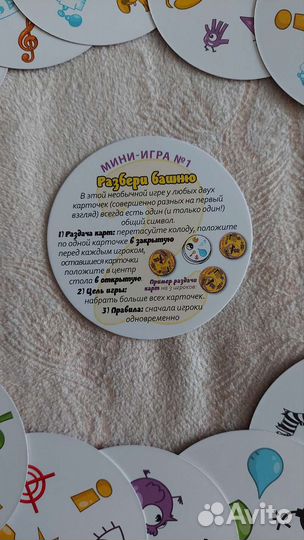 МИНИ-ИГРА №1
Разбери башню
В этой необычной игре у любых двух
карточек (совершенно разных на первый
взгляд) всегда есть один (и только один!)
общий символ.
1) Раздача карт: перетасуйте колоду, положите
по одной карточке в закрытую
перед каждым игроком,
оставшиеся карточки
положите в центр
стола в открытую
Пример раздачи
карт на 3 игроков
2) Цель игры:
набрать больше всех карточек.
3) Правила: сначала игроки
одновременно
Avito